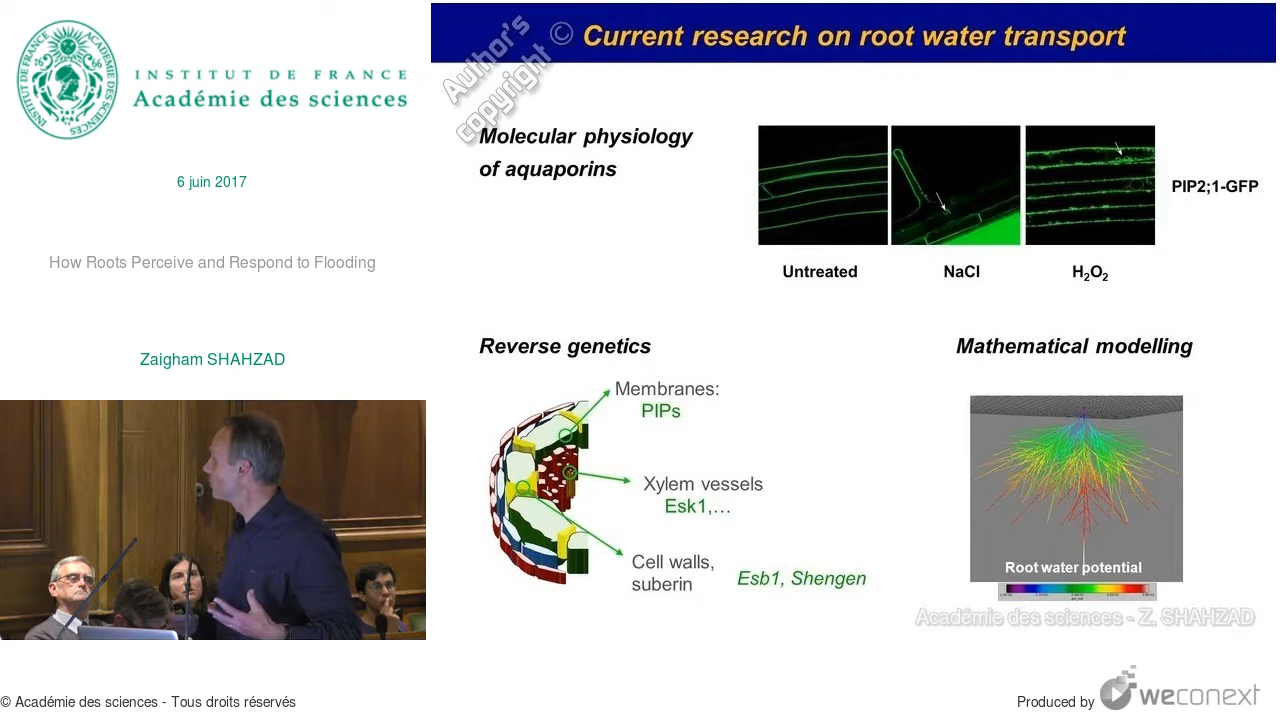 INSTITUT DE FRANCE
Académie des sciences
6 juin 2017
How Roots Perceive and Respond to Flooding
Zaigham SHAHZAD
Author's
copyright
© Current research on root water transport
Molecular physiology
of aquaporins
PIP2;1-GFP
Untreated
NaCl
H2O2
Reverse genetics
Mathematical modelling
Membranes:
PIPs
Xylem vessels
Esk1,…
Cell walls,
suberin
Esb1, Shengen
Root water potential
Académie des sciences - Z. SHAHZAD
© Académie des sciences - Tous droits réservés
Produced by
weconext